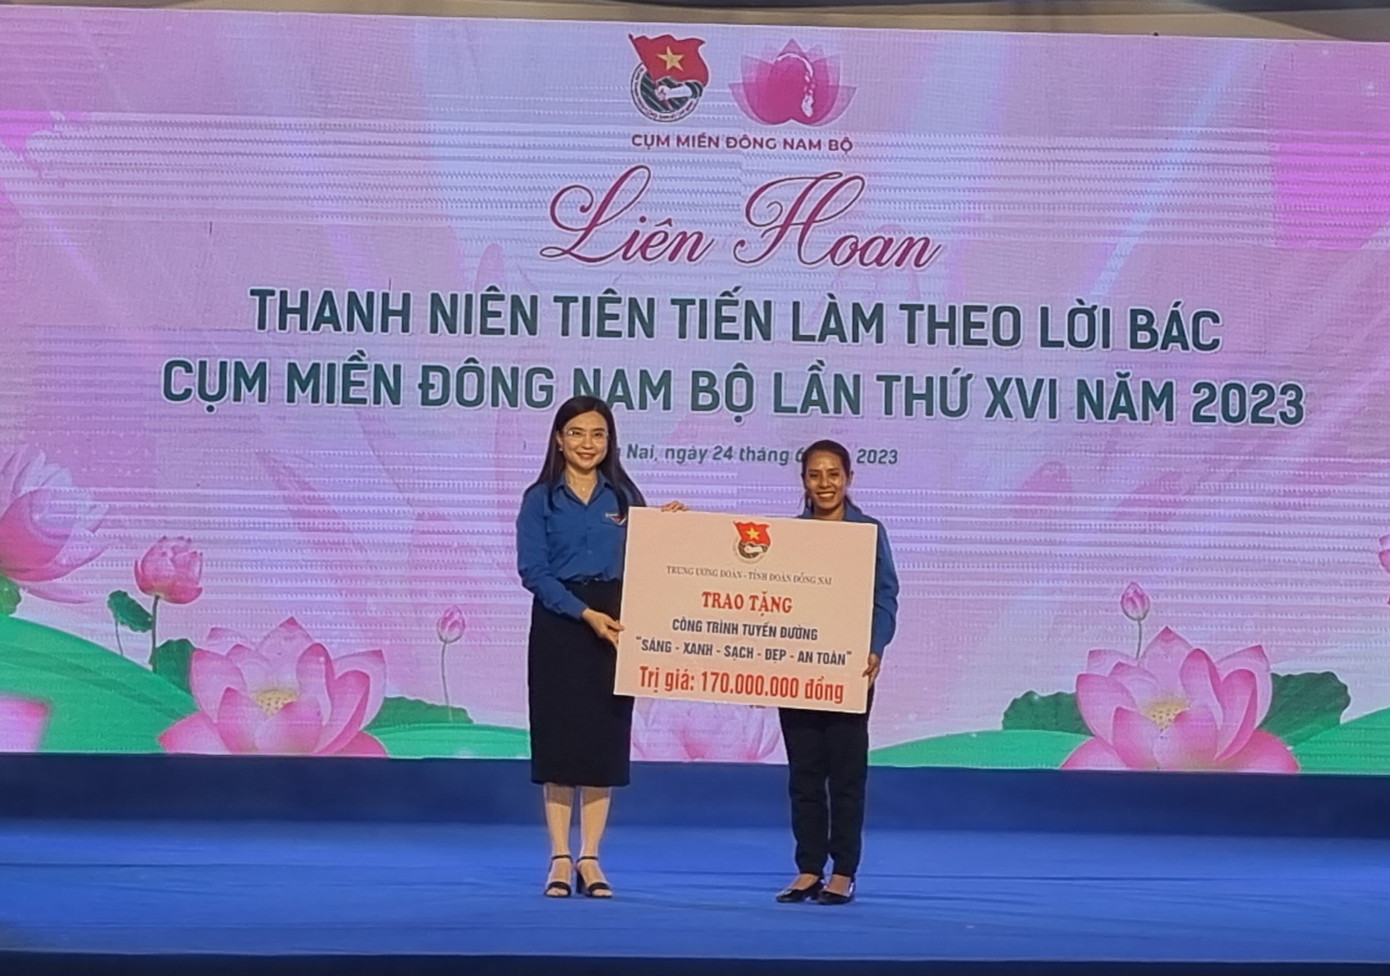 CỤM MIỀN ĐÔNG NAM BỘ
Liên Hoan
THANH NIÊN TIÊN TIẾN LÀM THEO LỜI BÁC
CỤM MIỀN ĐÔNG NAM BỘ LẦN THỨ XVI NĂM 2023
Nai, ngày 24 tháng 2023
TRUNG ƯƠNG ĐOÀN - TỈNH ĐOÀN ĐỒNG NAI
TRAO TẶNG
CÔNG TRÌNH TUYẾN ĐƯỜNG
"SÁNG - XANH - SẠCH - ĐẸP - AN TOÀN"
Trị giá: 170.000.000 đồng